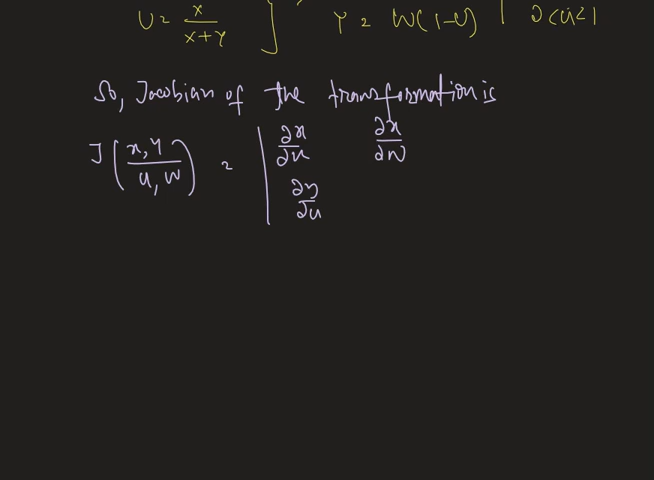 U = x / x+Y } Y = W(1-U) | 0<u<1
So, Jacobian of the transformation is
J (x, y / u, w) = | ∂x/∂u ∂x/∂w
∂y/∂u